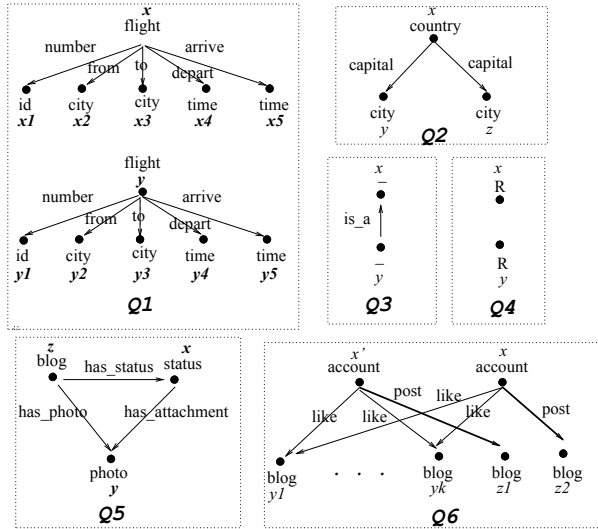 x
flight
number from to depart arrive
id city city time time
x1 x2 x3 x4 x5
flight
y
number from to depart arrive
id city city time time
y1 y2 y3 y4 y5
Q1
x
country
capital capital
city city
y z
Q2
x
_
is_a
_
y
Q3
x
R
R
y
Q4
z x
blog status
has_status
has_photo has_attachment
photo
y
Q5
x' x
account account
post
like like like like post
blog . . . blog blog blog
y1 yk z1 z2
Q6